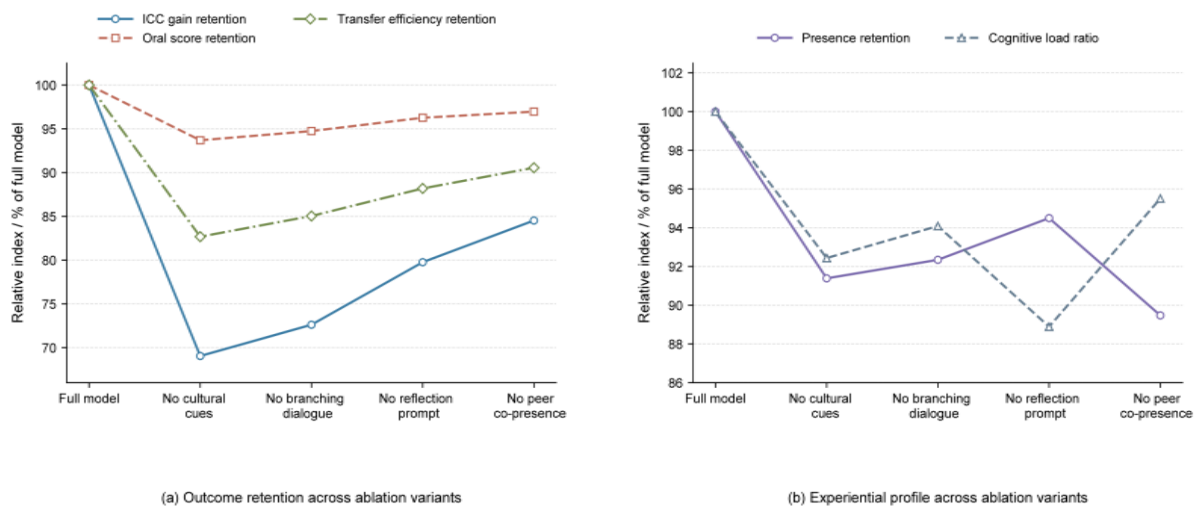 ICC gain retention
Transfer efficiency retention
Oral score retention
Relative index / % of full model
100
95
90
85
80
75
70
Full model
No cultural
cues
No branching
dialogue
No reflection
prompt
No peer
co-presence
(a) Outcome retention across ablation variants
Presence retention
Cognitive load ratio
Relative index / % of full model
102
100
98
96
94
92
90
88
86
Full model
No cultural
cues
No branching
dialogue
No reflection
prompt
No peer
co-presence
(b) Experiential profile across ablation variants